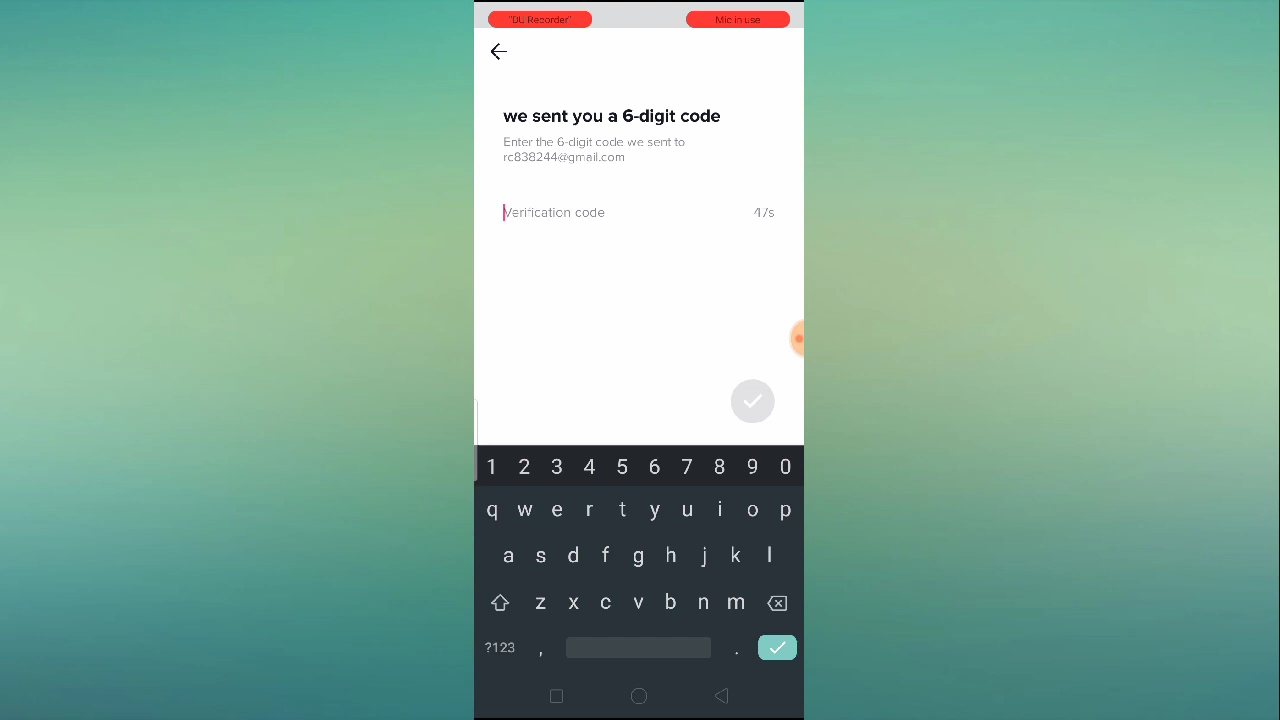 "DU Recorder" Mic in use
we sent you a 6-digit code
Enter the 6-digit code we sent to
rc838244@gmail.com
Verification code 47s
1 2 3 4 5 6 7 8 9 0
q w e r t y u i o p
a s d f g h j k l
z x c v b n m
?123 , .